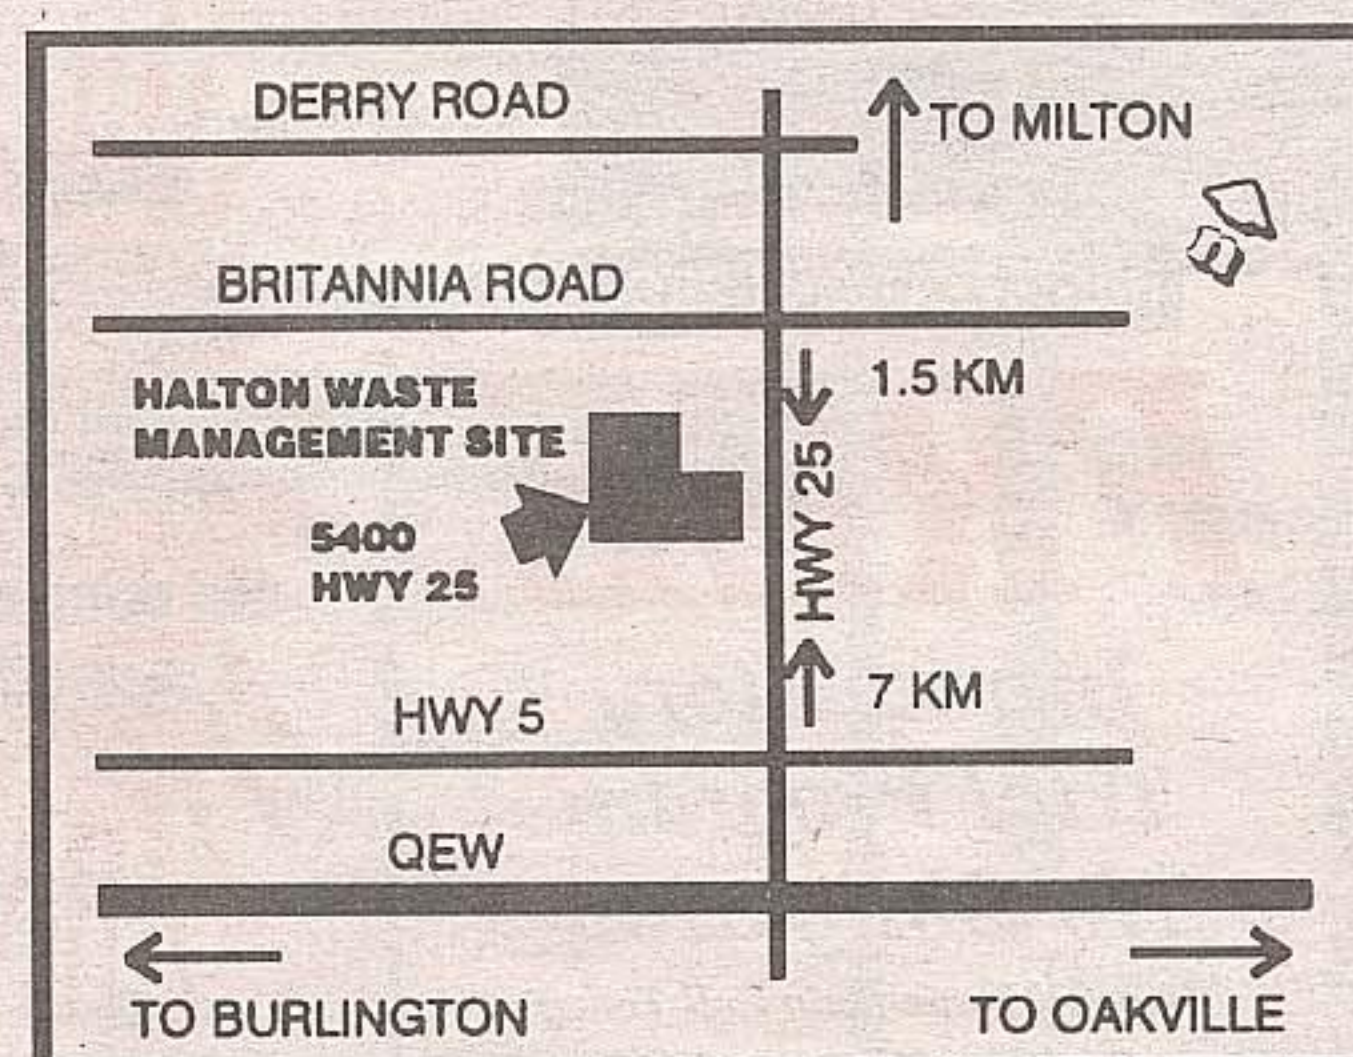 DERRY ROAD
TO MILTON
n
BRITANNIA ROAD
1.5 KM
HALTON WASTE
MANAGEMENT SITE
HWY 25
5400
HWY 25
7 KM
HWY 5
QEW
TO BURLINGTON
TO OAKVILLE